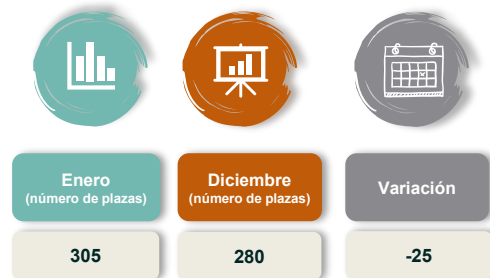 Enero
(número de plazas)
Diciembre
(número de plazas)
Variación
305
280
-25